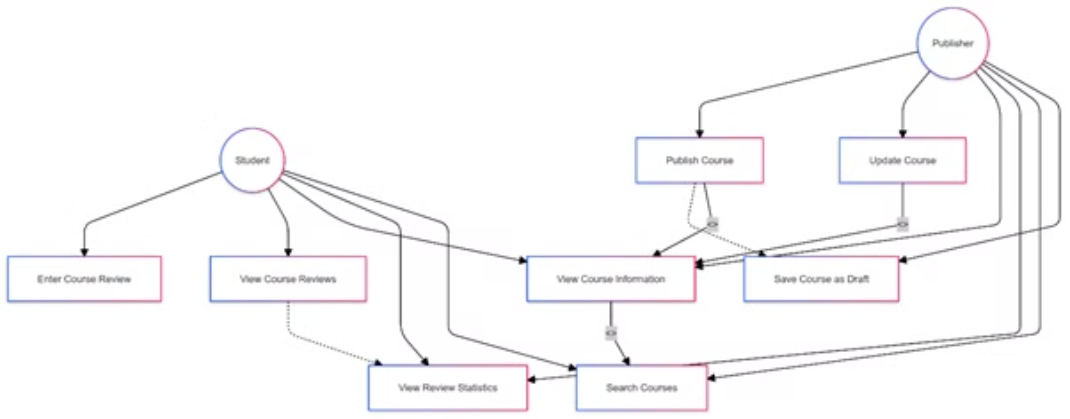 Publisher
Student
Publish Course
Update Course
Enter Course Review
View Course Reviews
View Course Information
Save Course as Draft
View Review Statistics
Search Courses